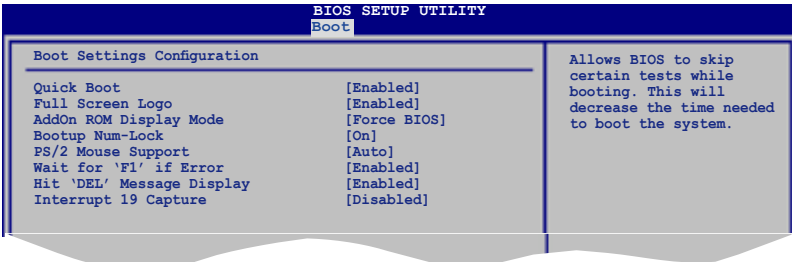 BIOS SETUP UTILITY
Boot
Boot Settings Configuration
Quick Boot [Enabled]
Full Screen Logo [Enabled]
AddOn ROM Display Mode [Force BIOS]
Bootup Num-Lock [On]
PS/2 Mouse Support [Auto]
Wait for ‘F1’ if Error [Enabled]
Hit ‘DEL’ Message Display [Enabled]
Interrupt 19 Capture [Disabled]
Allows BIOS to skip
certain tests while
booting. This will
decrease the time needed
to boot the system.